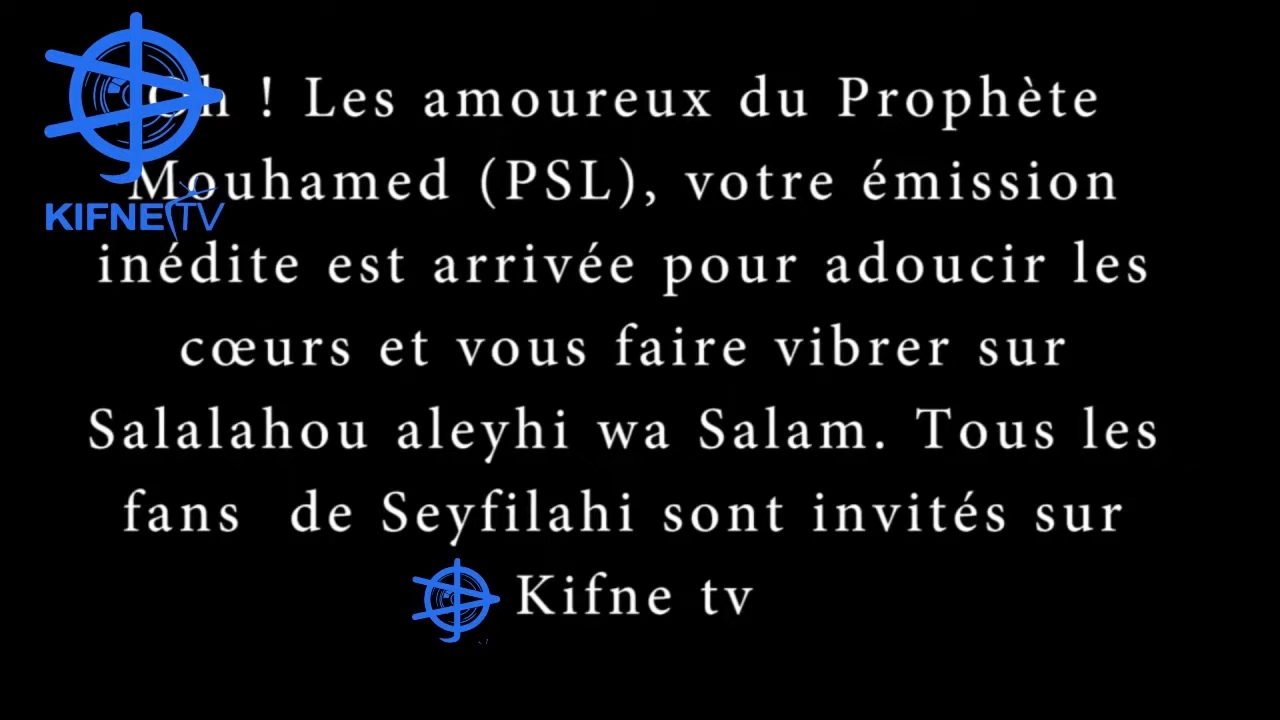 Oh ! Les amoureux du Prophète
Mouhamed (PSL), votre émission
KIFNE TV
inédite est arrivée pour adoucir les
cœurs et vous faire vibrer sur
Salalahou aleyhi wa Salam. Tous les
fans de Seyfilahi sont invités sur
Kifne tv